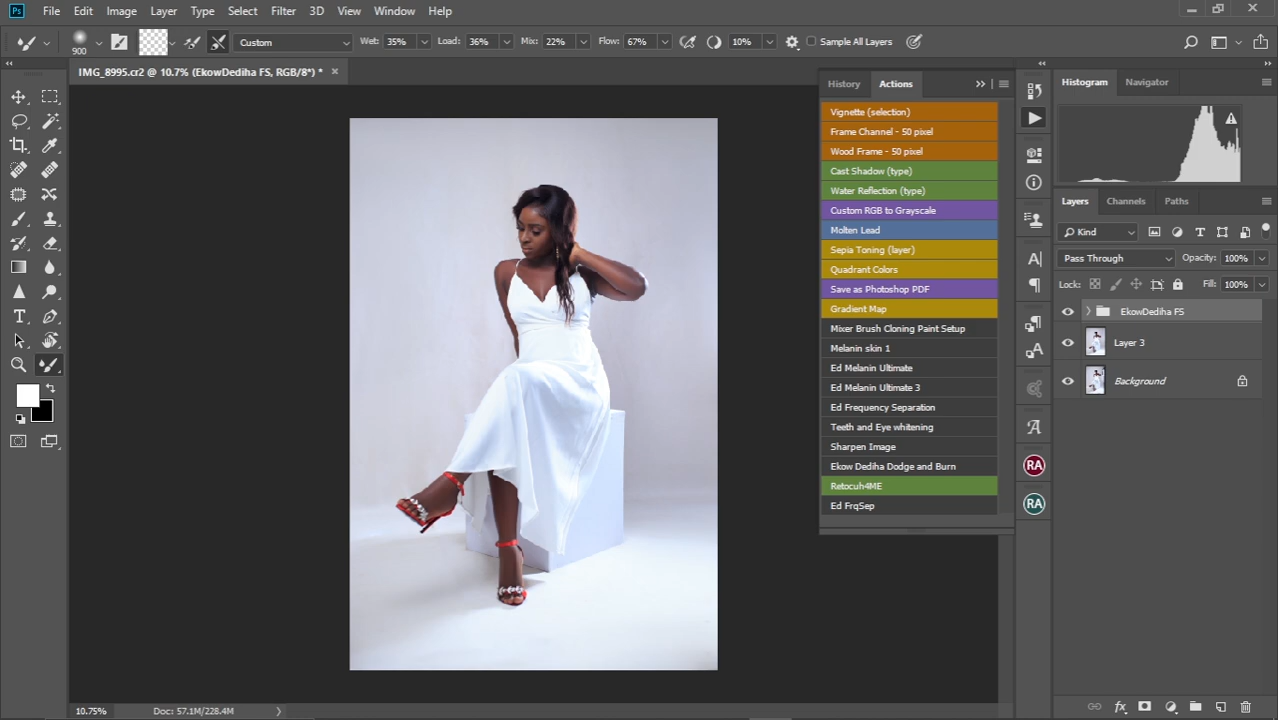 Ps File Edit Image Layer Type Select Filter 3D View Window Help
900 Custom Wet: 35% Load: 36% Mix: 22% Flow: 67% 10% Sample All Layers
IMG_8995.cr2 @ 10.7% (EkowDediha FS, RGB/8*) *
History Actions
Vignette (selection)
Frame Channel - 50 pixel
Wood Frame - 50 pixel
Cast Shadow (type)
Water Reflection (type)
Custom RGB to Grayscale
Molten Lead
Sepia Toning (layer)
Quadrant Colors
Save as Photoshop PDF
Gradient Map
Mixer Brush Cloning Paint Setup
Melanin skin 1
Ed Melanin Ultimate
Ed Melanin Ultimate 3
Ed Frequency Separation
Teeth and Eye whitening
Sharpen Image
Ekow Dediha Dodge and Burn
Retocuh4ME
Ed FrqSep
RA
RA
Histogram Navigator
Layers Channels Paths
Kind
Pass Through Opacity: 100%
Lock: Fill: 100%
EkowDediha FS
Layer 3
Background
fx
10.75% Doc: 57.1M/228.4M